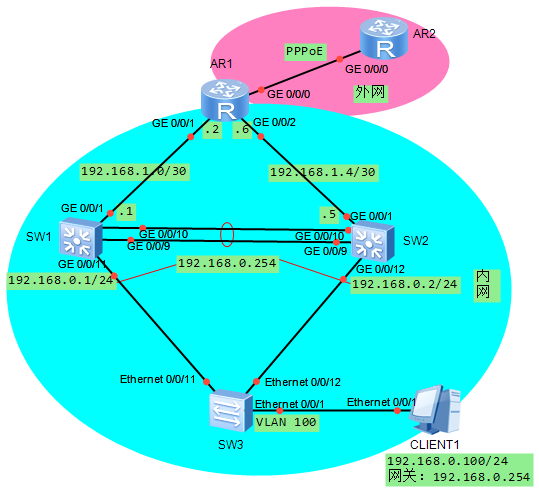 AR2
PPPoE
AR1
GE 0/0/0
GE 0/0/0
外网
GE 0/0/1
.2
.6
GE 0/0/2
192.168.1.0/30
192.168.1.4/30
GE 0/0/1
.1
.5
GE 0/0/1
SW1
GE 0/0/10
GE 0/0/10
SW2
GE 0/0/9
GE 0/0/9
GE 0/0/11
192.168.0.254
GE 0/0/12
192.168.0.1/24
192.168.0.2/24
内
网
Ethernet 0/0/11
Ethernet 0/0/12
Ethernet 0/0/1
Ethernet 0/0/1
VLAN 100
SW3
CLIENT1
192.168.0.100/24
网关: 192.168.0.254